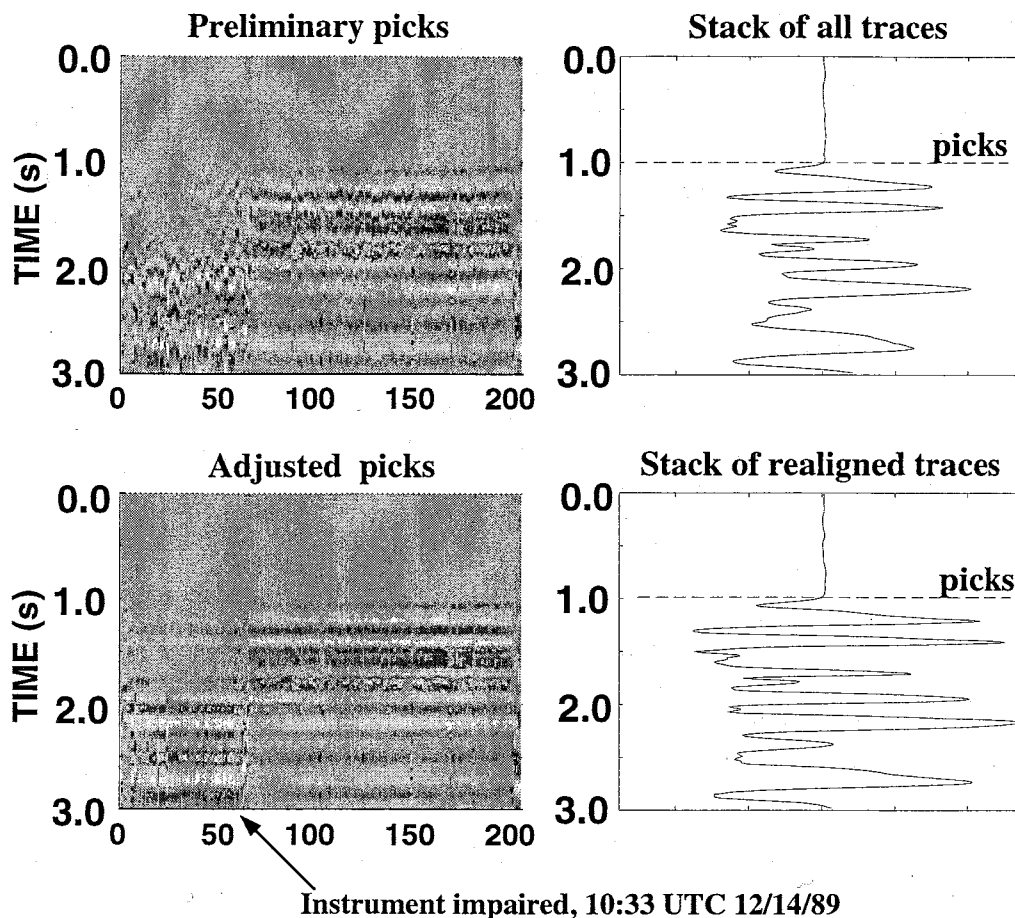 Preliminary picks
Stack of all traces
0.0
1.0
2.0
3.0
TIME (s)
0 50 100 150 200
0.0
1.0
2.0
3.0
picks
Adjusted picks
Stack of realigned traces
0.0
1.0
2.0
3.0
TIME (s)
0 50 100 150 200
0.0
1.0
2.0
3.0
picks
Instrument impaired, 10:33 UTC 12/14/89